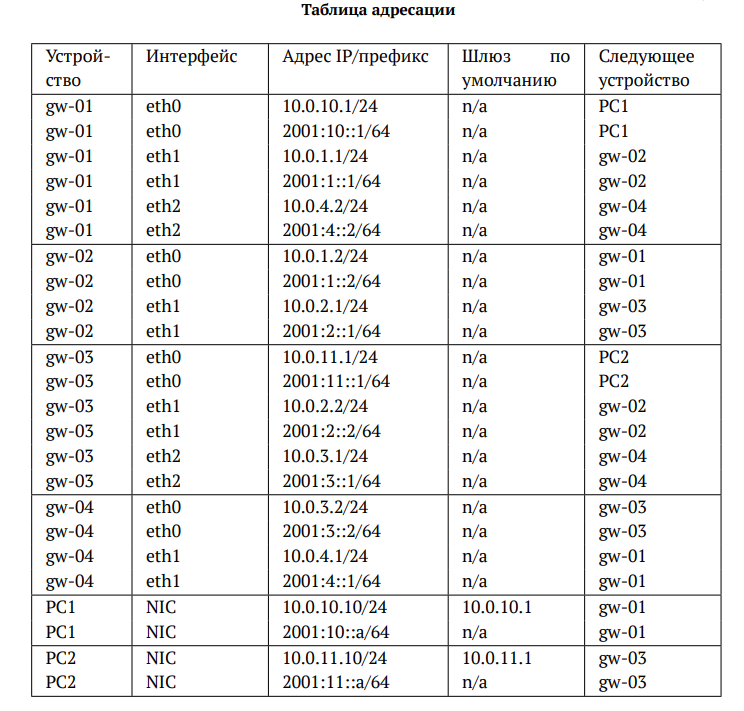 Таблица адресации
Устрой-ство Интерфейс Адрес IP/префикс Шлюз по умолчанию Следующее устройство
gw-01 eth0 10.0.10.1/24 n/a PC1
gw-01 eth0 2001:10::1/64 n/a PC1
gw-01 eth1 10.0.1.1/24 n/a gw-02
gw-01 eth1 2001:1::1/64 n/a gw-02
gw-01 eth2 10.0.4.2/24 n/a gw-04
gw-01 eth2 2001:4::2/64 n/a gw-04
gw-02 eth0 10.0.1.2/24 n/a gw-01
gw-02 eth0 2001:1::2/64 n/a gw-01
gw-02 eth1 10.0.2.1/24 n/a gw-03
gw-02 eth1 2001:2::1/64 n/a gw-03
gw-03 eth0 10.0.11.1/24 n/a PC2
gw-03 eth0 2001:11::1/64 n/a PC2
gw-03 eth1 10.0.2.2/24 n/a gw-02
gw-03 eth1 2001:2::2/64 n/a gw-02
gw-03 eth2 10.0.3.1/24 n/a gw-04
gw-03 eth2 2001:3::1/64 n/a gw-04
gw-04 eth0 10.0.3.2/24 n/a gw-03
gw-04 eth0 2001:3::2/64 n/a gw-03
gw-04 eth1 10.0.4.1/24 n/a gw-01
gw-04 eth1 2001:4::1/64 n/a gw-01
PC1 NIC 10.0.10.10/24 10.0.10.1 gw-01
PC1 NIC 2001:10::a/64 n/a gw-01
PC2 NIC 10.0.11.10/24 10.0.11.1 gw-03
PC2 NIC 2001:11::a/64 n/a gw-03